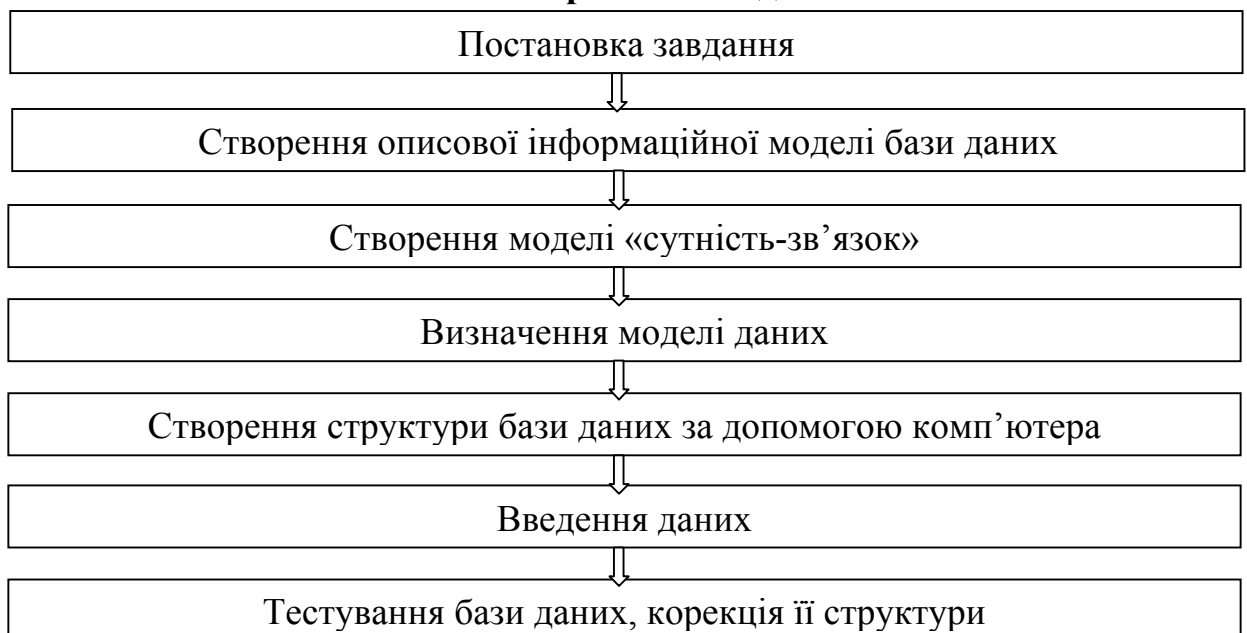 Постановка завдання
Створення описової інформаційної моделі бази даних
Створення моделі «сутність-зв’язок»
Визначення моделі даних
Створення структури бази даних за допомогою комп’ютера
Введення даних
Тестування бази даних, корекція її структури